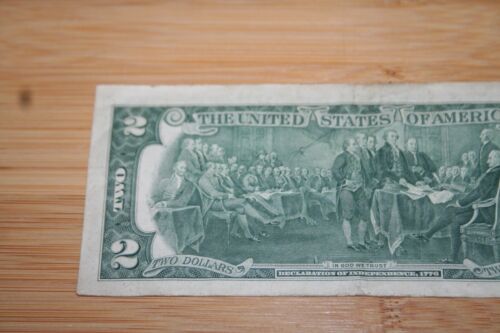 THE UNITED STATES OF AMERICA
2
TWO
2
TWO DOLLARS
IN GOD WE TRUST
DECLARATION OF INDEPENDENCE, 1776